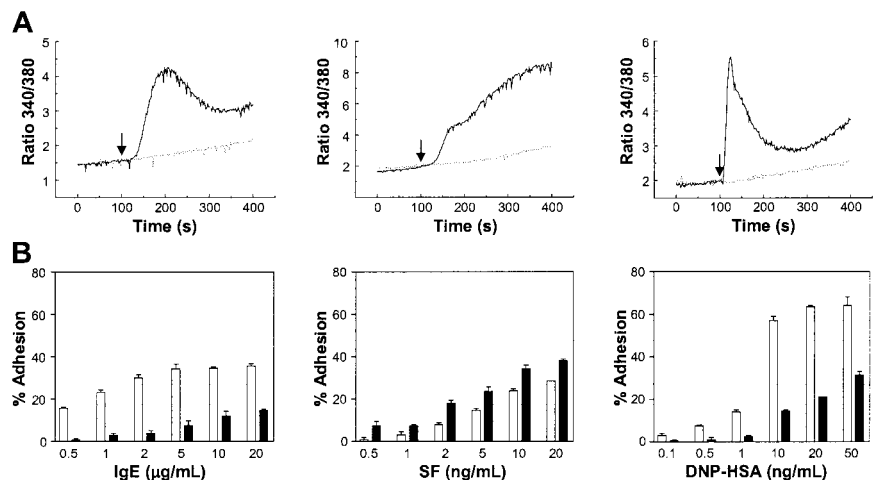 A
Ratio 340/380
5
4
3
2
1
0 100 200 300 400
Time (s)
Ratio 340/380
10
8
6
4
2
0 100 200 300 400
Time (s)
Ratio 340/380
6
5
4
3
2
0 100 200 300 400
Time (s)
B
% Adhesion
80
60
40
20
0
0.5 1 2 5 10 20
IgE (μg/mL)
% Adhesion
80
60
40
20
0
0.5 1 2 5 10 20
SF (ng/mL)
% Adhesion
80
60
40
20
0
0.1 0.5 1 10 20 50
DNP-HSA (ng/mL)